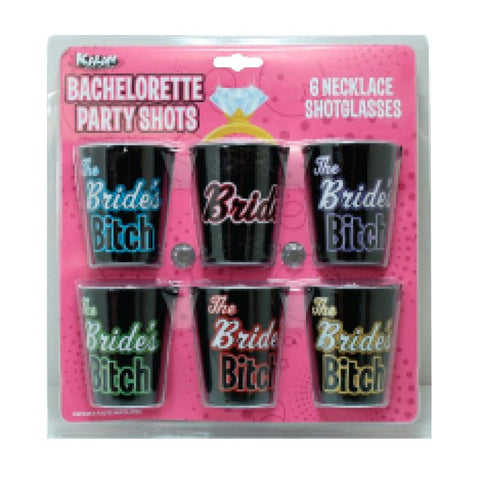 BACHELORETTE
PARTY SHOTS
6 NECKLACE
SHOTGLASSES
The
Bride's
Bitch
Bride
The
Bride's
Bitch
The
Bride's
Bitch
The
Bride's
Bitch
The
Bride's
Bitch